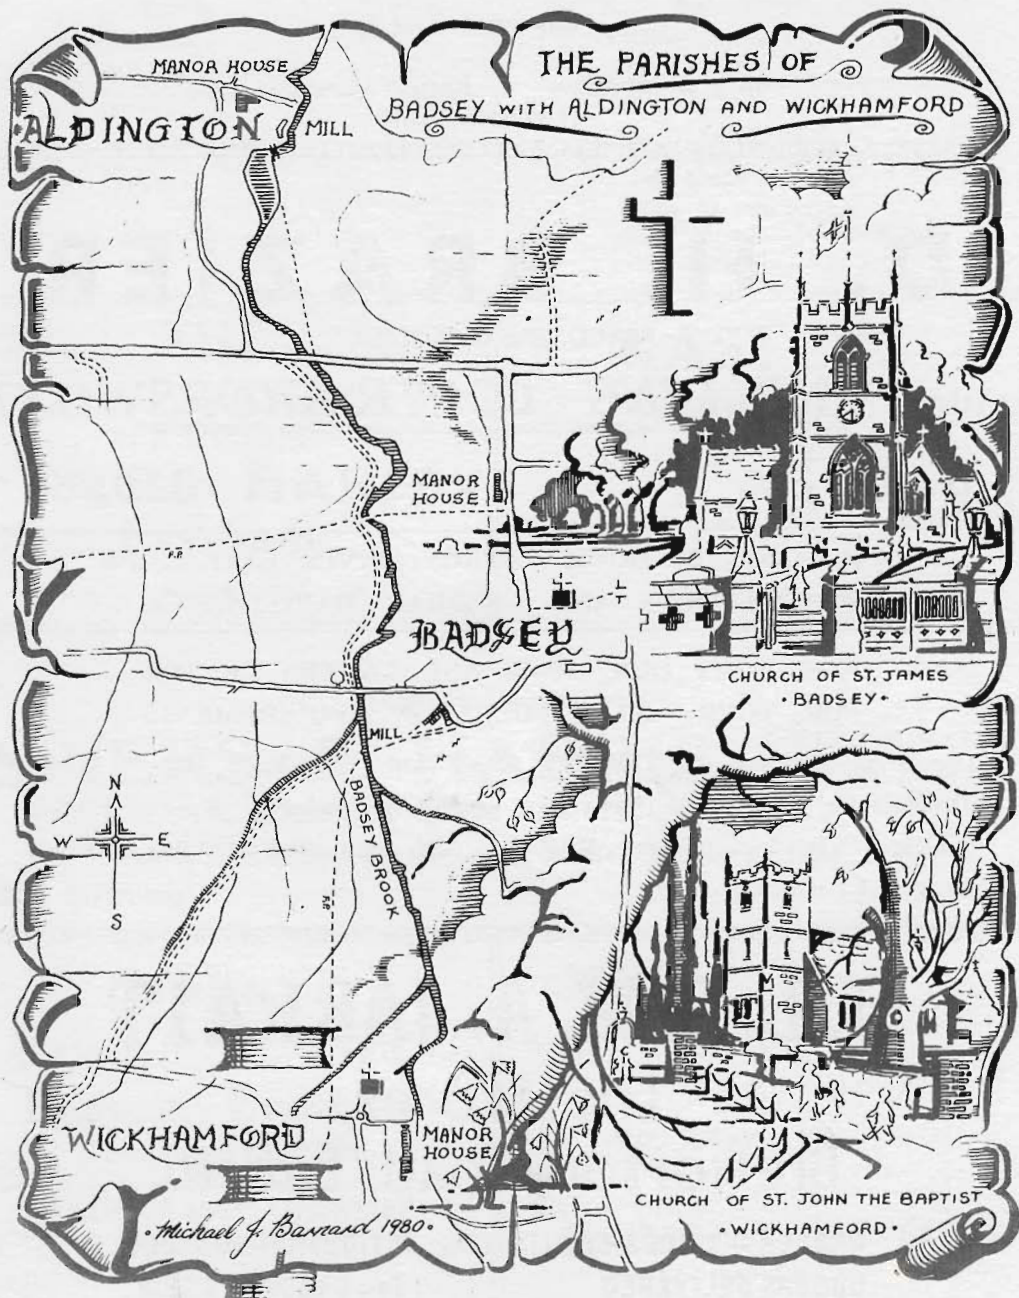 THE PARISHES OF
BADSEY WITH ALDINGTON AND WICKHAMFORD
MANOR HOUSE
ALDINGTON
MILL
MANOR
HOUSE
F.P.
BADSEY
CHURCH OF ST. JAMES
• BADSEY •
MILL
N
W E
S
BADSEY BROOK
F.P.
WICKHAMFORD
MANOR
HOUSE
CHURCH OF ST. JOHN THE BAPTIST
• WICKHAMFORD •
• Michael J. Barnard 1980 •